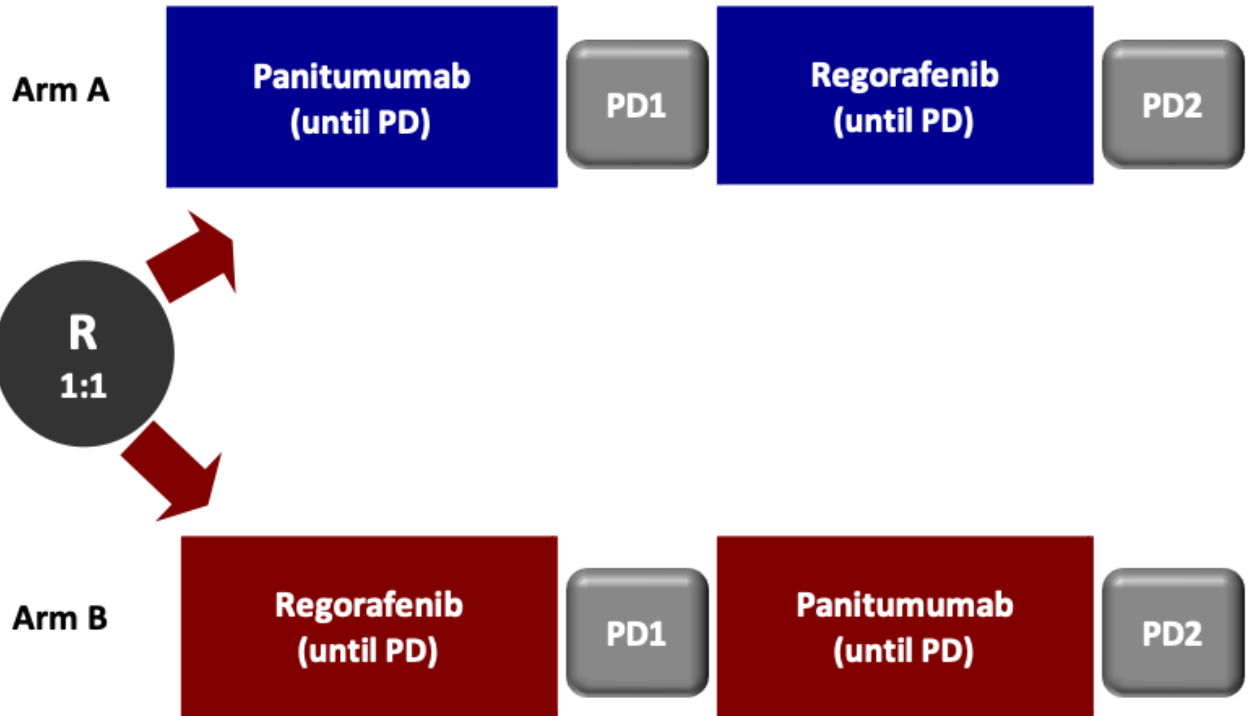 Arm A
Panitumumab
(until PD)
PD1
Regorafenib
(until PD)
PD2
R
1:1
Arm B
Regorafenib
(until PD)
PD1
Panitumumab
(until PD)
PD2